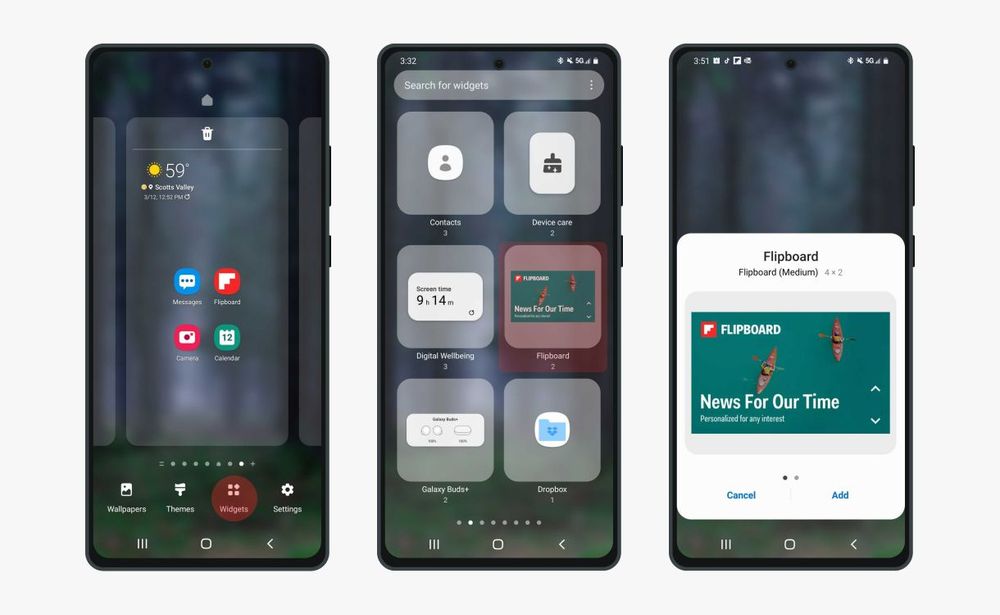 59°
Scotts Valley
3/12, 12:52 PM
Messages
Flipboard
Camera
12
Calendar
Wallpapers
Themes
Widgets
Settings
3:32
5G
Search for widgets
Contacts
3
Device care
2
Screen time
9 h 14 m
Digital Wellbeing
3
FLIPBOARD
News For Our Time
Personalized for any interest
Flipboard
2
Galaxy Buds+
100%
100%
Galaxy Buds+
2
Dropbox
1
3:51
5G
Flipboard
Flipboard (Medium) 4 × 2
FLIPBOARD
News For Our Time
Personalized for any interest
Cancel
Add